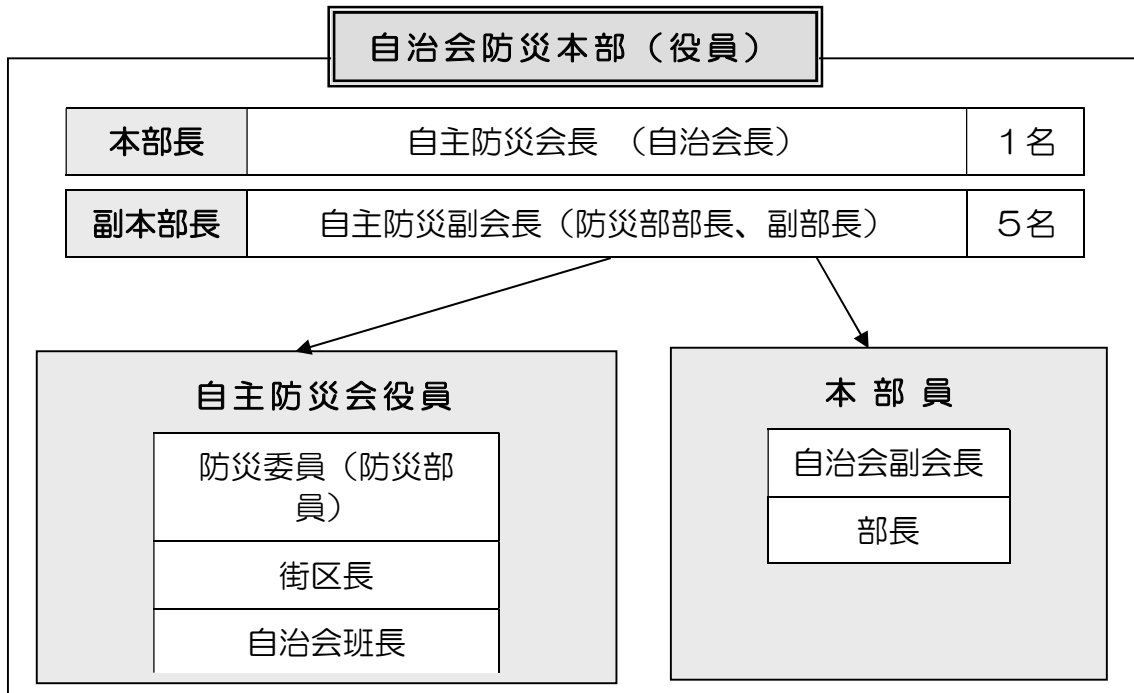 自治会防災本部（役員）
本部長 自主防災会長 （自治会長） １名
副本部長 自主防災副会長（防災部部長、副部長） ５名
自主防災会役員
防災委員（防災部
員）
街区長
自治会班長
本 部 員
自治会副会長
部長